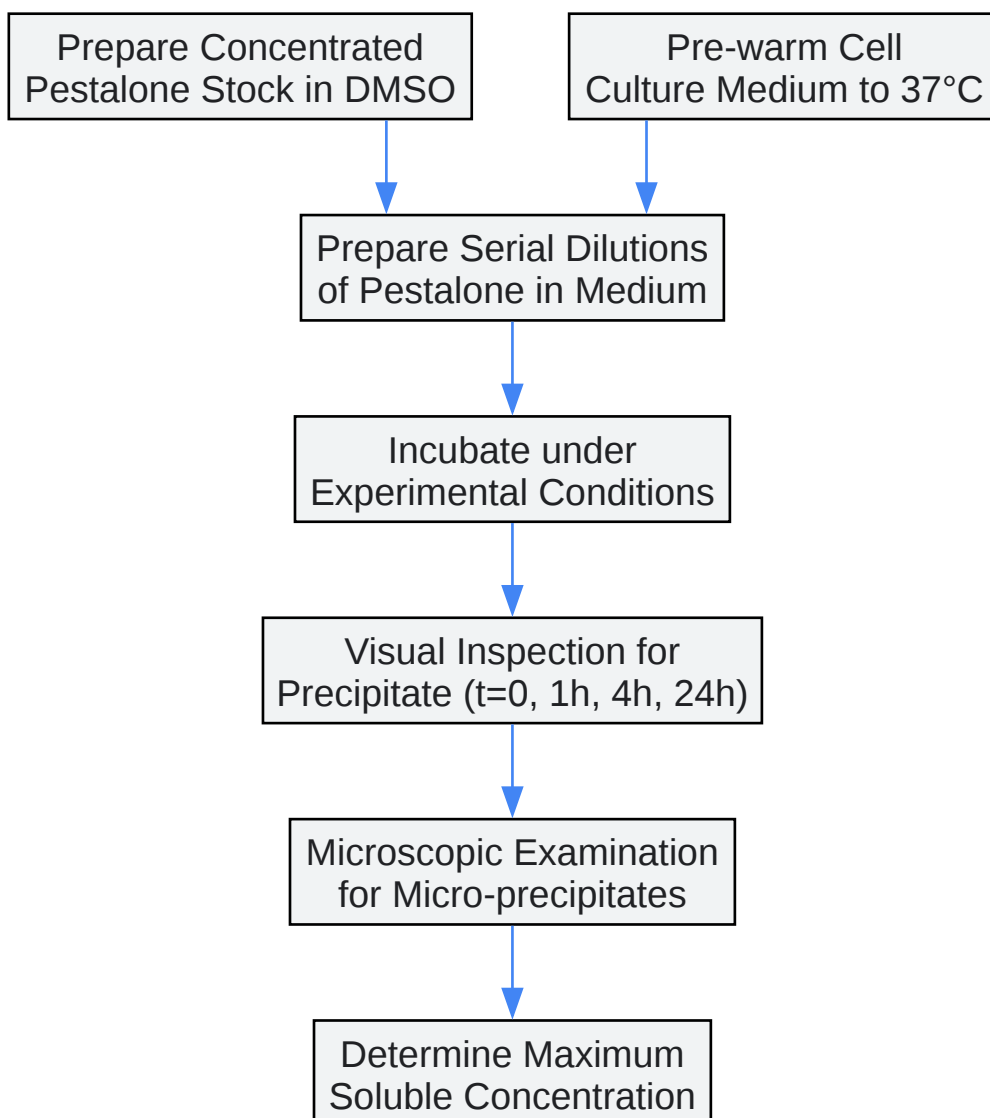 Prepare Concentrated
Pestalone Stock in DMSO
Pre-warm Cell
Culture Medium to 37°C
Prepare Serial Dilutions
of Pestalone in Medium
Incubate under
Experimental Conditions
Visual Inspection for
Precipitate (t=0, 1h, 4h, 24h)
Microscopic Examination
for Micro-precipitates
Determine Maximum
Soluble Concentration